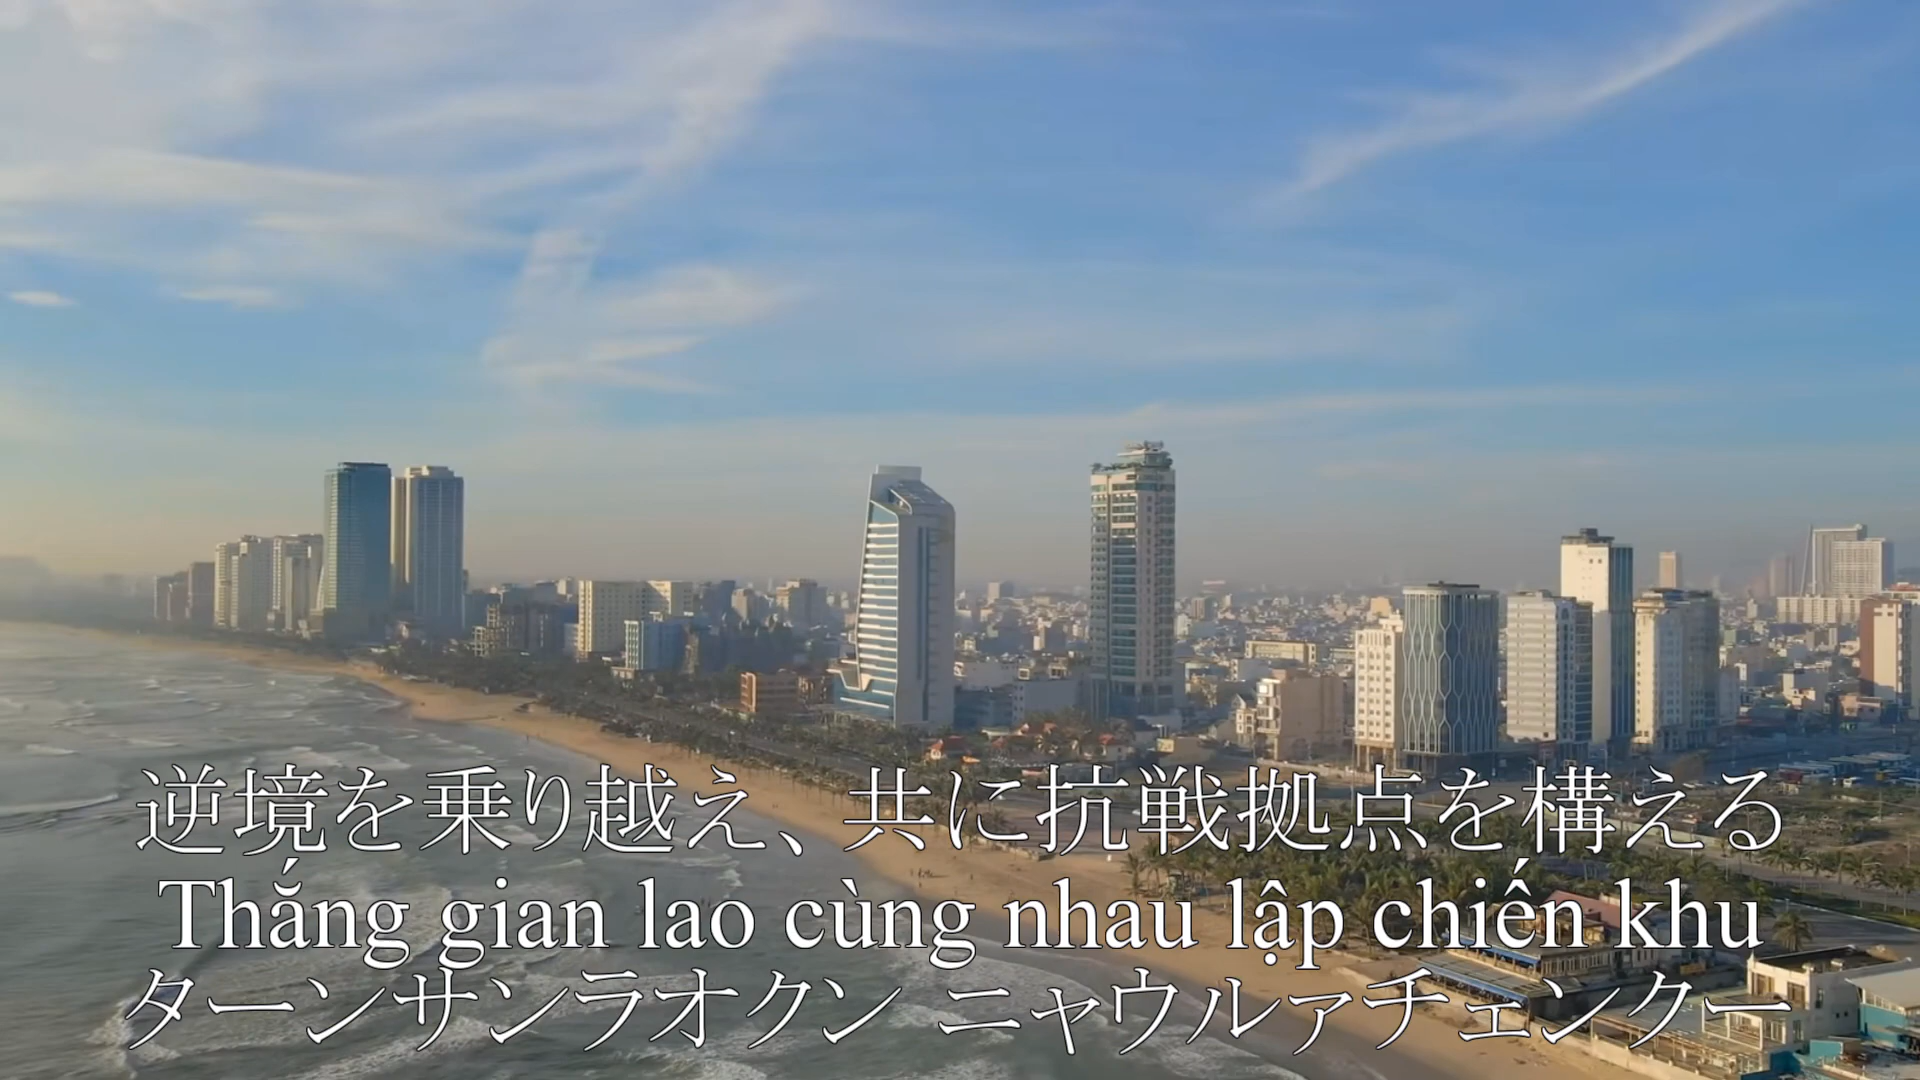 逆境を乗り越え、共に抗戦拠点を構える
Thắng gian lao cùng nhau lập chiến khu
ターンサンラオクン ニャウルァチェンクー